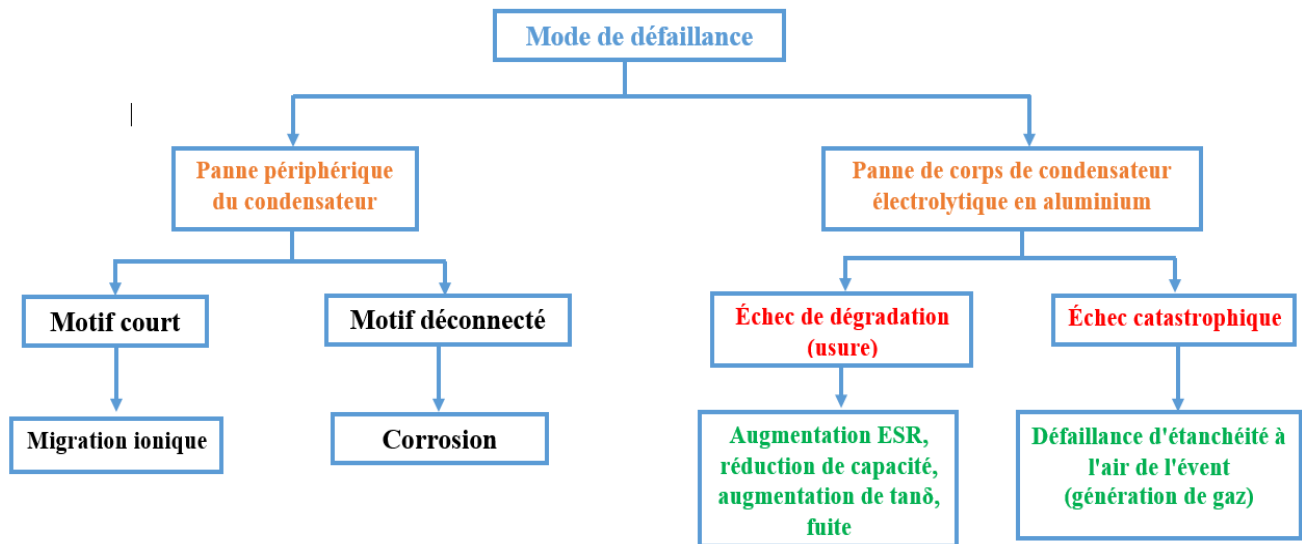 Mode de défaillance
Panne périphérique
du condensateur
Panne de corps de condensateur
électrolytique en aluminium
Motif court
Motif déconnecté
Échec de dégradation
(usure)
Échec catastrophique
Migration ionique
Corrosion
Augmentation ESR,
réduction de capacité,
augmentation de tanδ,
fuite
Défaillance d'étanchéité à
l'air de l'évent
(génération de gaz)